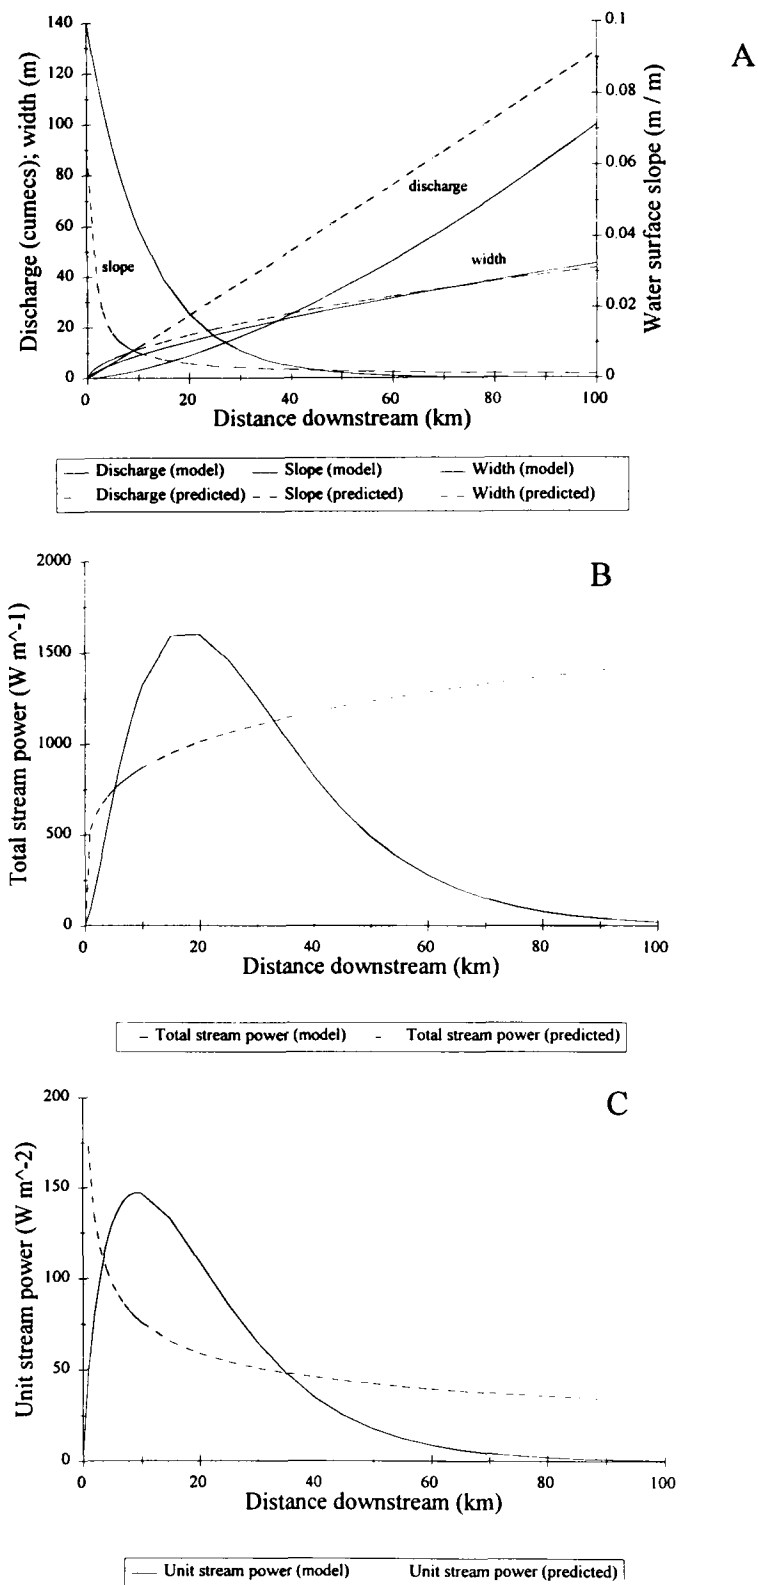 A
140
120
100
80
60
40
20
0
Discharge (cumecs); width (m)
0.1
0.08
0.06
0.04
0.02
0
Water surface slope (m / m)
discharge
width
slope
0 20 40 60 80 100
Distance downstream (km)
Discharge (model) Slope (model) Width (model)
Discharge (predicted) Slope (predicted) Width (predicted)
B
2000
1500
1000
500
0
Total stream power (W m^-1)
0 20 40 60 80 100
Distance downstream (km)
Total stream power (model) Total stream power (predicted)
C
200
175
150
100
50
0
Unit stream power (W m^-2)
0 20 40 60 80 100
Distance downstream (km)
Unit stream power (model) Unit stream power (predicted)